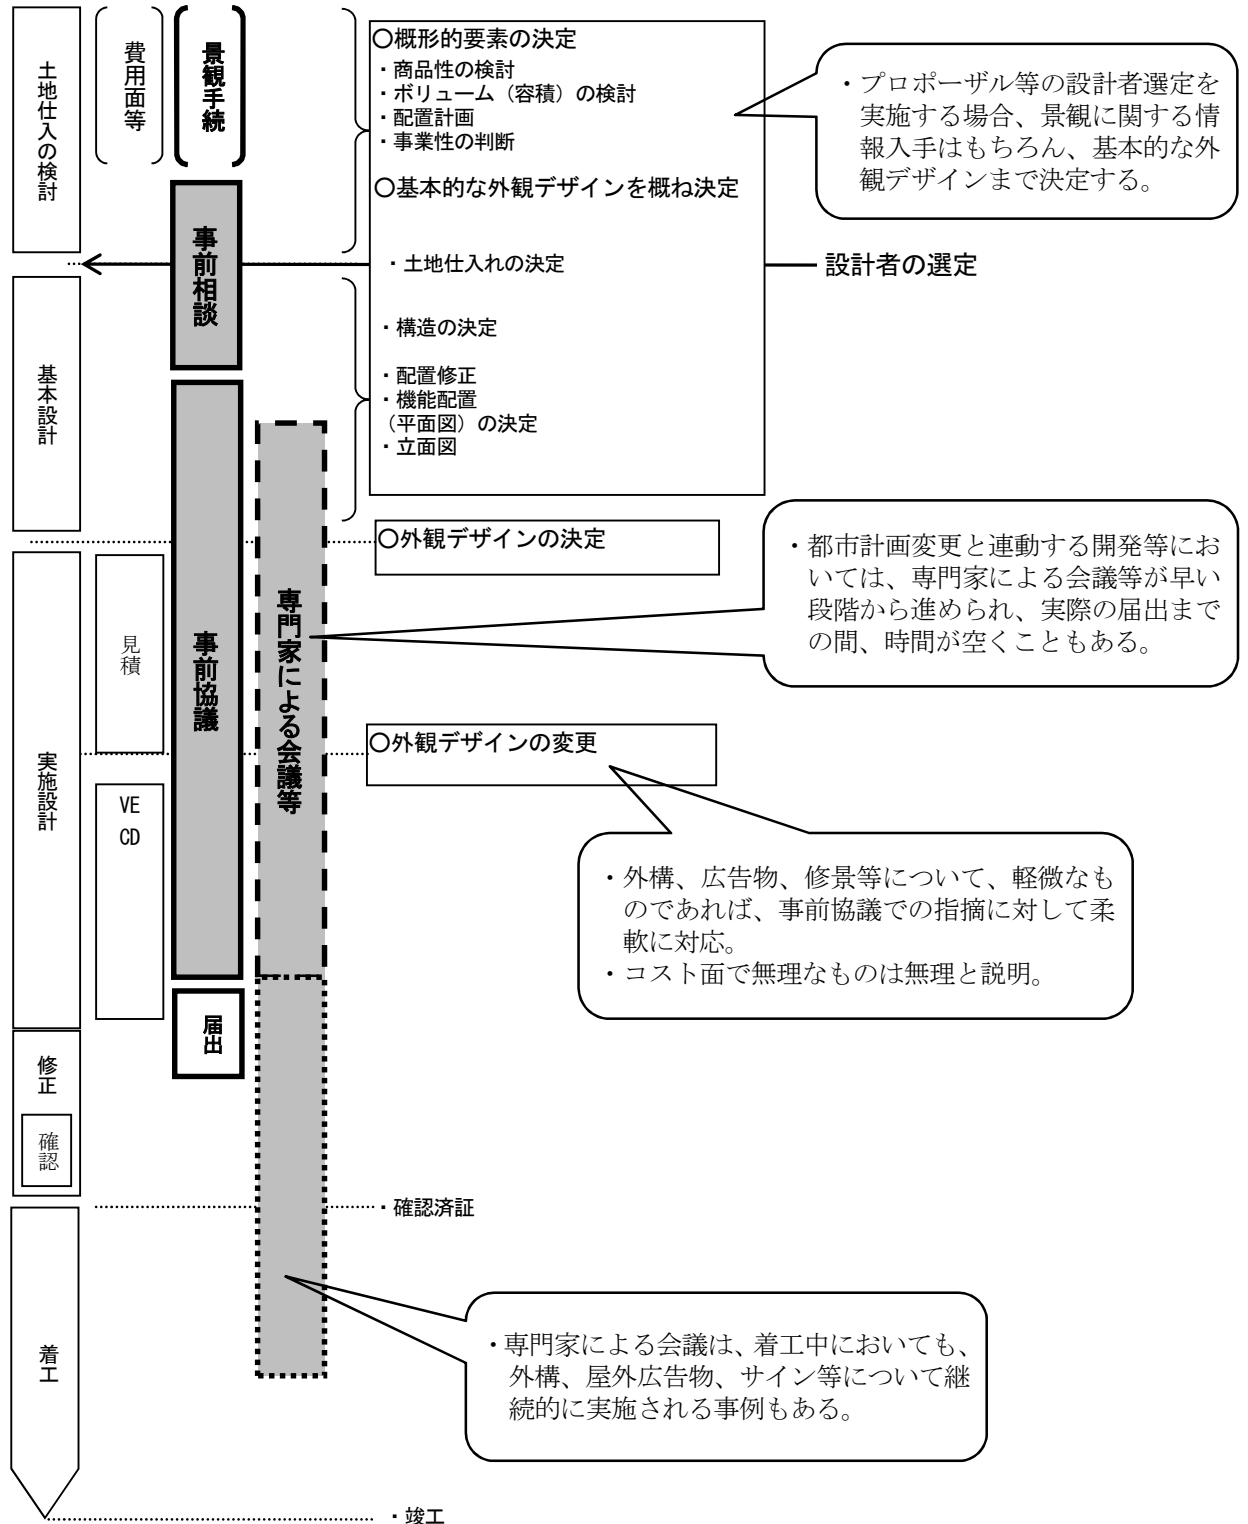 土地仕入の検討
費用面等
景観手続
〇概形的要素の決定
・商品性の検討
・ボリューム（容積）の検討
・配置計画
・事業性の判断
〇基本的な外観デザインを概ね決定
・プロポーザル等の設計者選定を
実施する場合、景観に関する情
報入手はもちろん、基本的な外
観デザインまで決定する。
事前相談
・土地仕入れの決定
設計者の選定
基本設計
・構造の決定
・配置修正
・機能配置
（平面図）の決定
・立面図
〇外観デザインの決定
・都市計画変更と連動する開発等にお
いては、専門家による会議等が早い
段階から進められ、実際の届出まで
の間、時間が空くこともある。
実施設計
見積
事前協議
専門家による会議等
〇外観デザインの変更
VE
CD
・外構、広告物、修景等について、軽微なも
のであれば、事前協議での指摘に対して柔
軟に対応。
・コスト面で無理なものは無理と説明。
届出
修正
確認
・確認済証
着工
・専門家による会議は、着工中においても、
外構、屋外広告物、サイン等について継
続的に実施される事例もある。
・竣工